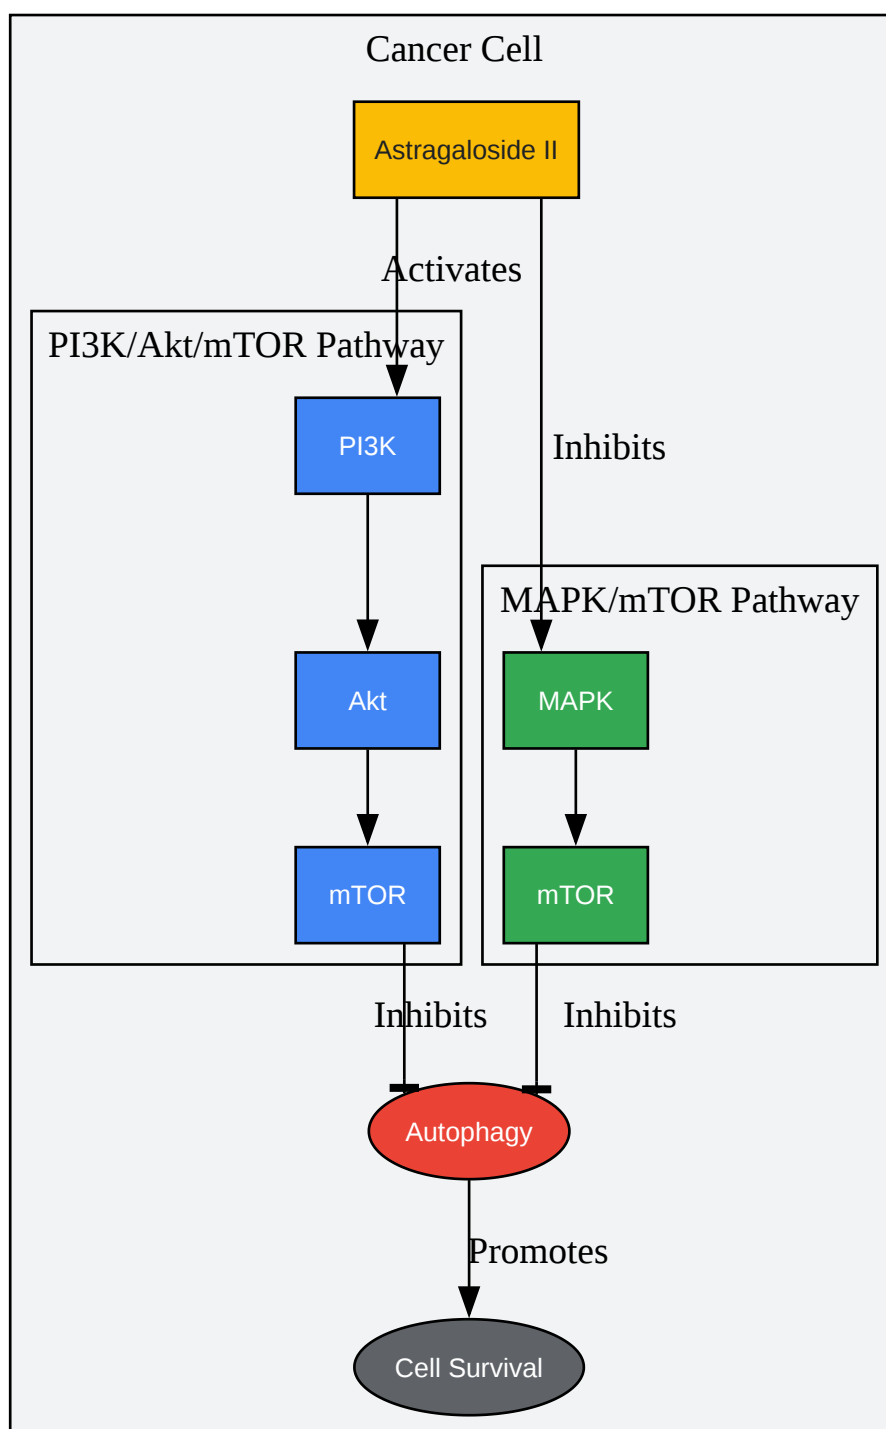 Cancer Cell
Astragaloside II
Activates
PI3K/Akt/mTOR Pathway
PI3K
Inhibits
MAPK/mTOR Pathway
Akt
MAPK
mTOR
mTOR
Inhibits
Inhibits
Autophagy
Promotes
Cell Survival